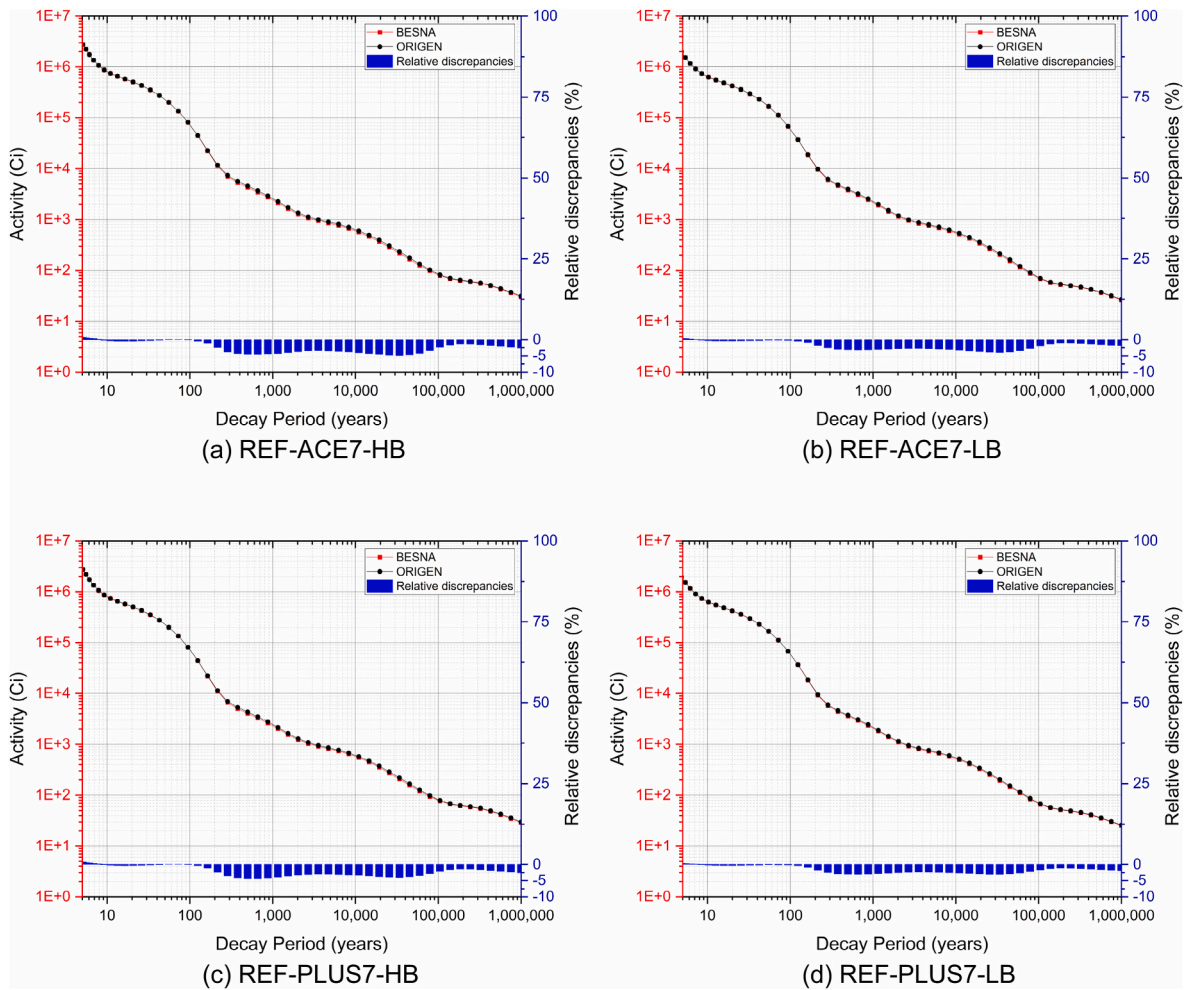 1E+7
1E+6
1E+5
1E+4
1E+3
1E+2
1E+1
1E+0
Activity (Ci)
BESNA
ORIGEN
Relative discrepancies
100
75
50
25
0
-5
-10
Relative discrepancies (%)
10 100 1,000 10,000 100,000 1,000,000
Decay Period (years)
(a) REF-ACE7-HB
1E+7
1E+6
1E+5
1E+4
1E+3
1E+2
1E+1
1E+0
Activity (Ci)
BESNA
ORIGEN
Relative discrepancies
100
75
50
25
0
-5
-10
Relative discrepancies (%)
10 100 1,000 10,000 100,000 1,000,000
Decay Period (years)
(b) REF-ACE7-LB
1E+7
1E+6
1E+5
1E+4
1E+3
1E+2
1E+1
1E+0
Activity (Ci)
BESNA
ORIGEN
Relative discrepancies
100
75
50
25
0
-5
-10
Relative discrepancies (%)
10 100 1,000 10,000 100,000 1,000,000
Decay Period (years)
(c) REF-PLUS7-HB
1E+7
1E+6
1E+5
1E+4
1E+3
1E+2
1E+1
1E+0
Activity (Ci)
BESNA
ORIGEN
Relative discrepancies
100
75
50
25
0
-5
-10
Relative discrepancies (%)
10 100 1,000 10,000 100,000 1,000,000
Decay Period (years)
(d) REF-PLUS7-LB